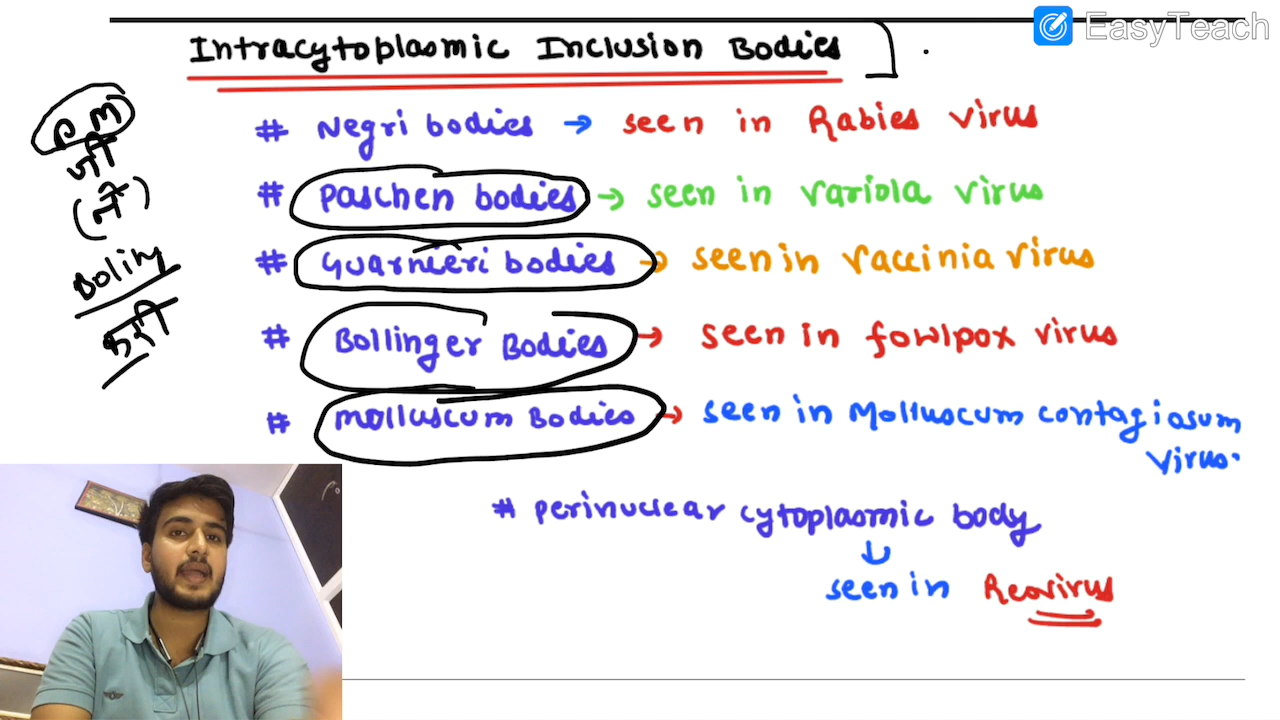 EasyTeach
Intracytoplasmic Inclusion Bodies
# Negri bodies → seen in Rabies virus
# Paschen bodies → seen in Variola virus
# Guarnieri bodies → seen in Vaccinia virus
# Bollinger Bodies → seen in fowlpox virus
# Molluscum Bodies → seen in Molluscum contagiosum
virus.
# perinuclear cytoplasmic body
↓
seen in Reovirus
P M
जी
(ने)
Boling
करी